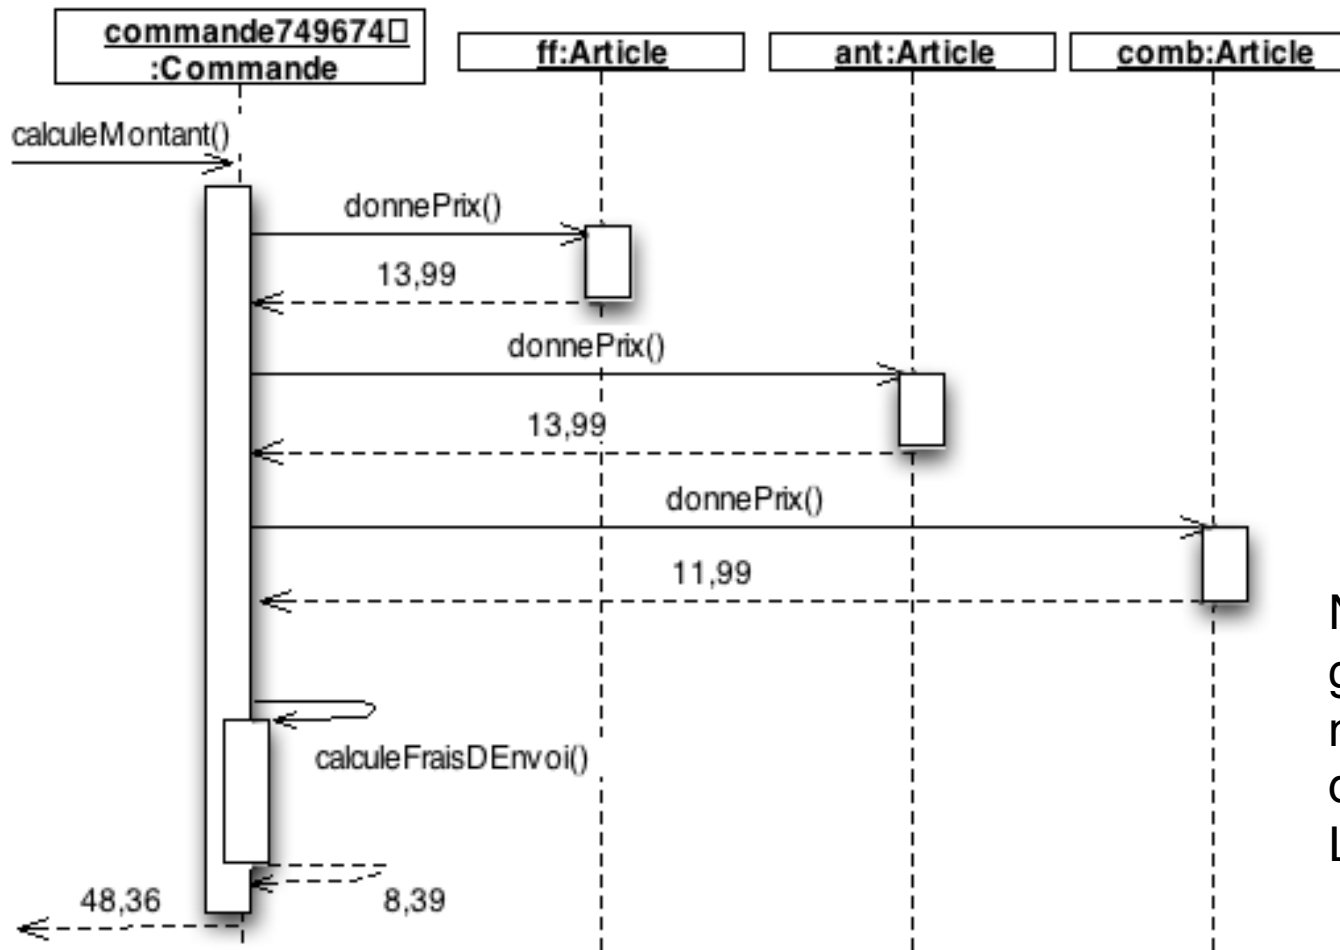 commande749674
:Commande
ff:Article
ant:Article
comb:Article
calculeMontant()
donnePrix()
13,99
donnePrix()
13,99
donnePrix()
11,99
calculeFraisDEnvoi()
48,36
8,39